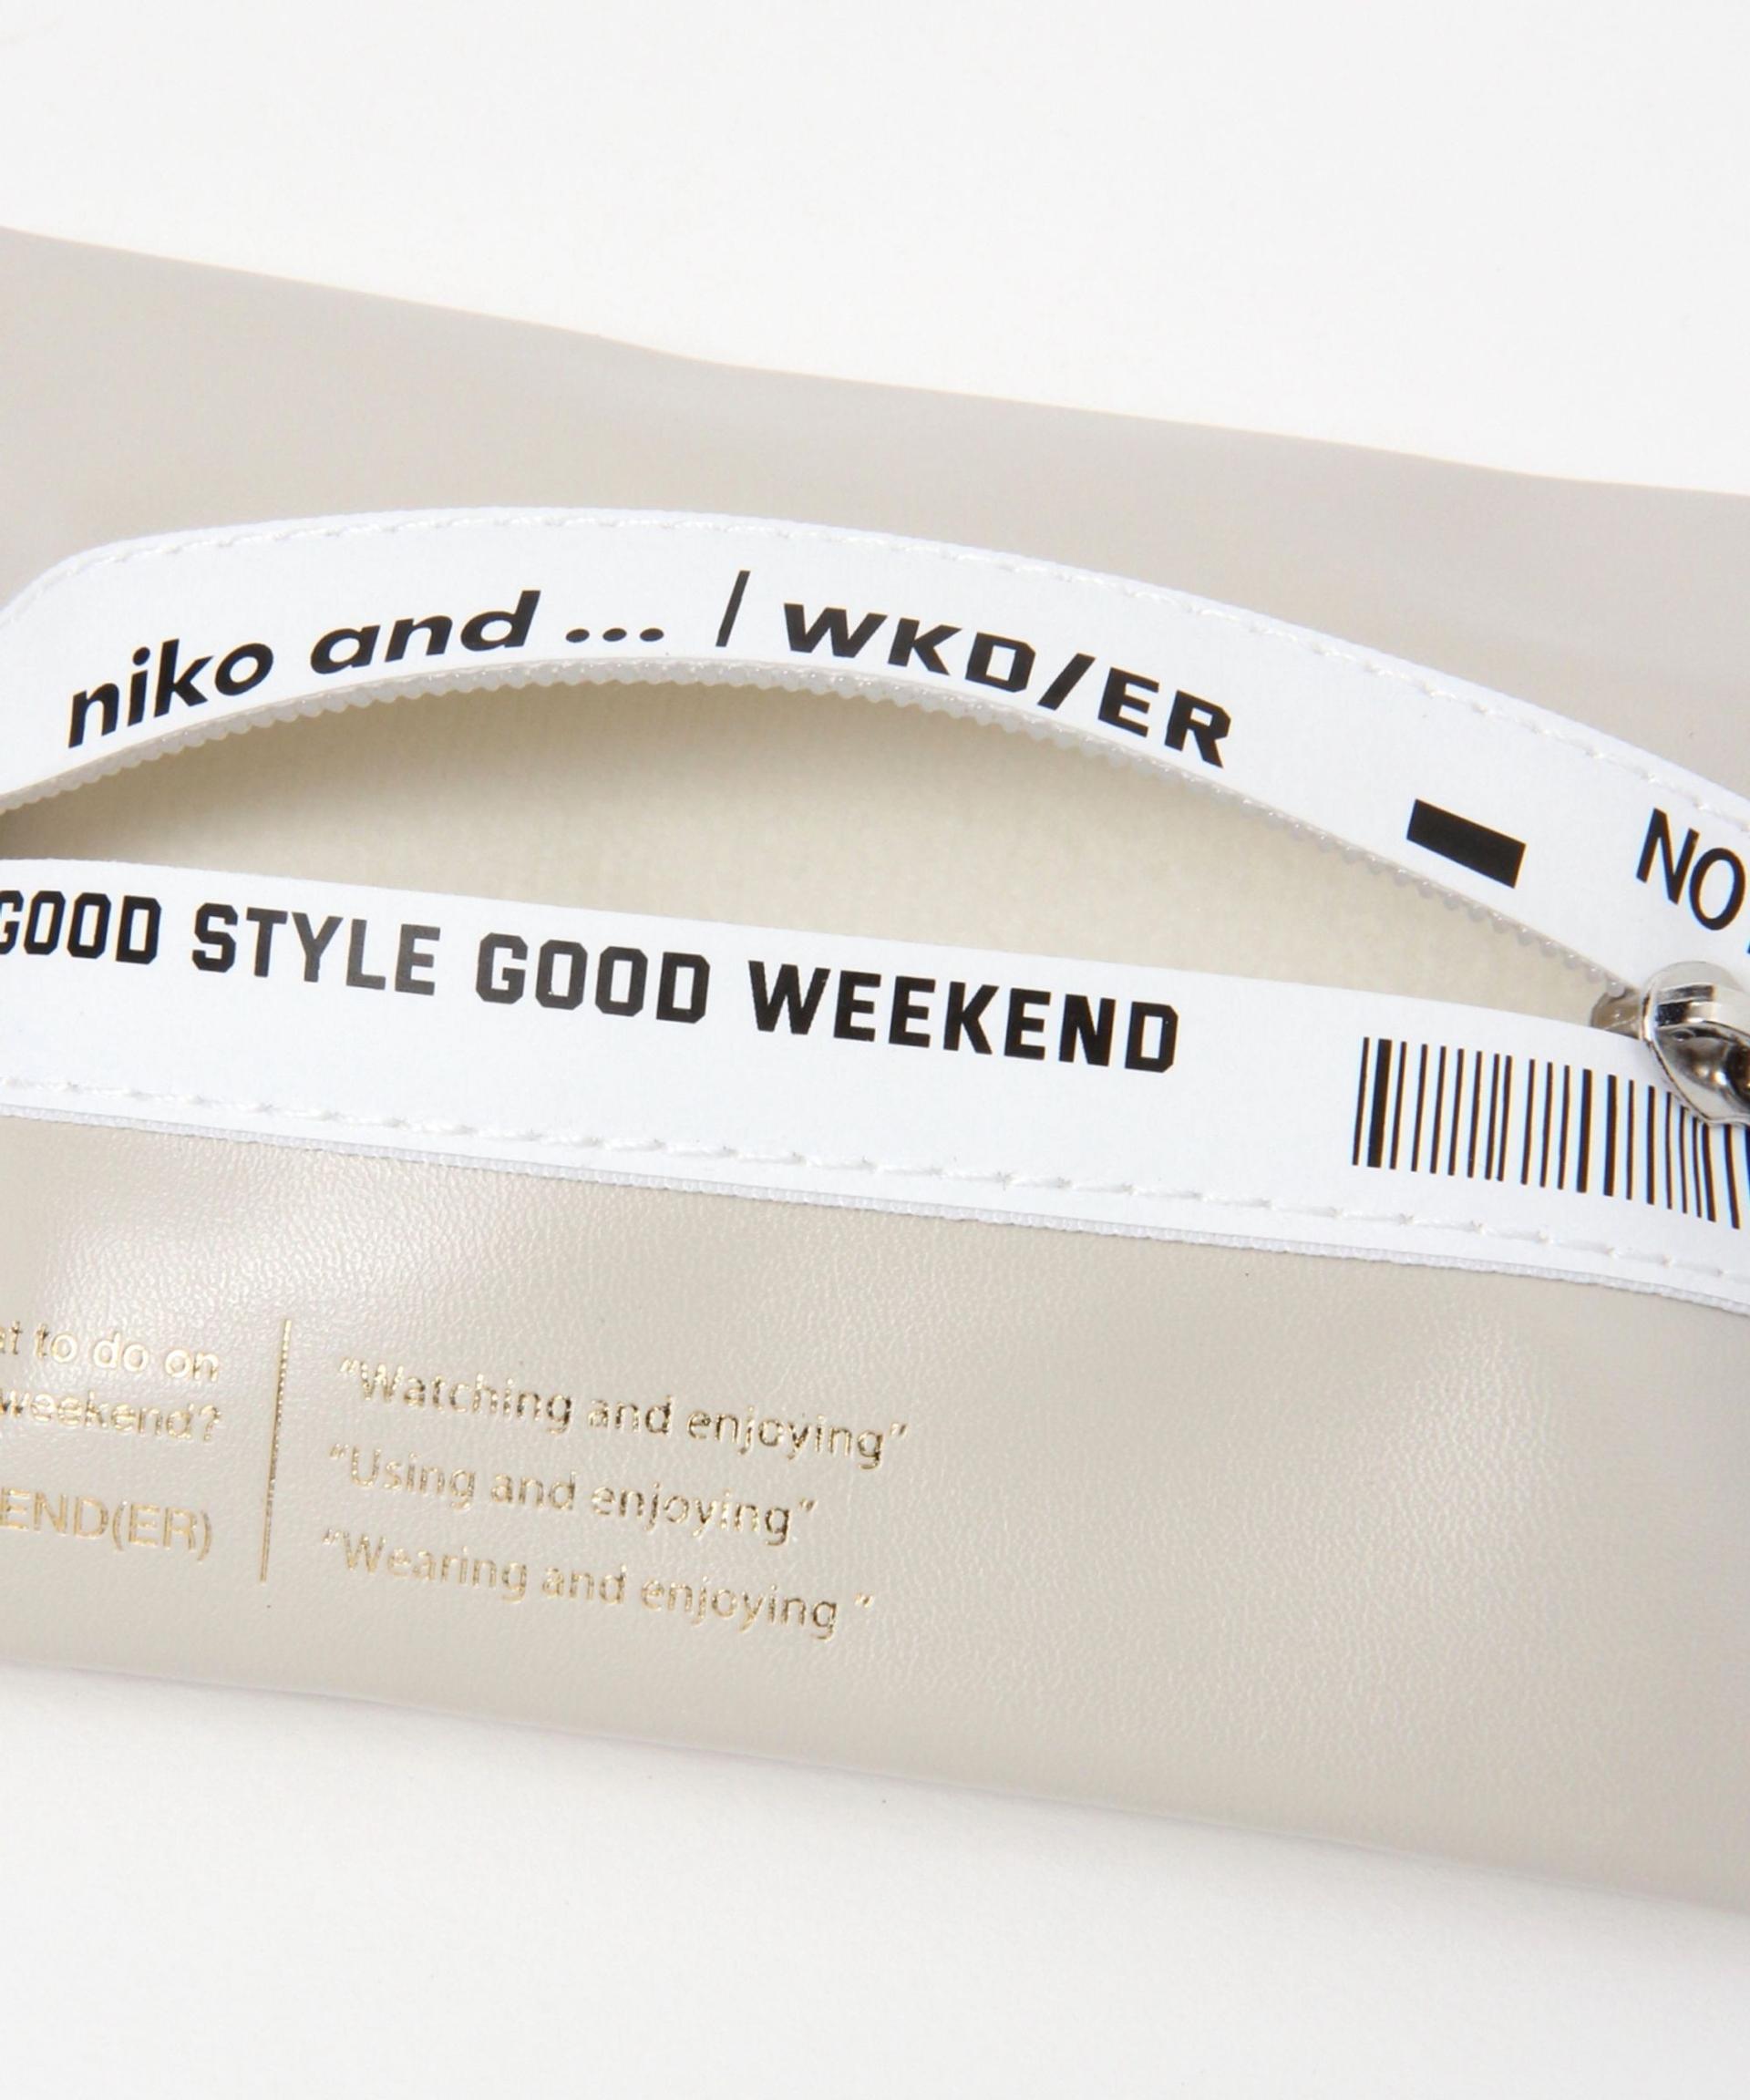 niko and ... | WKD/ER
NO
GOOD STYLE GOOD WEEKEND
to do on
weekend?
END(ER)
“Watching and enjoying”
“Using and enjoying”
“Wearing and enjoying ”